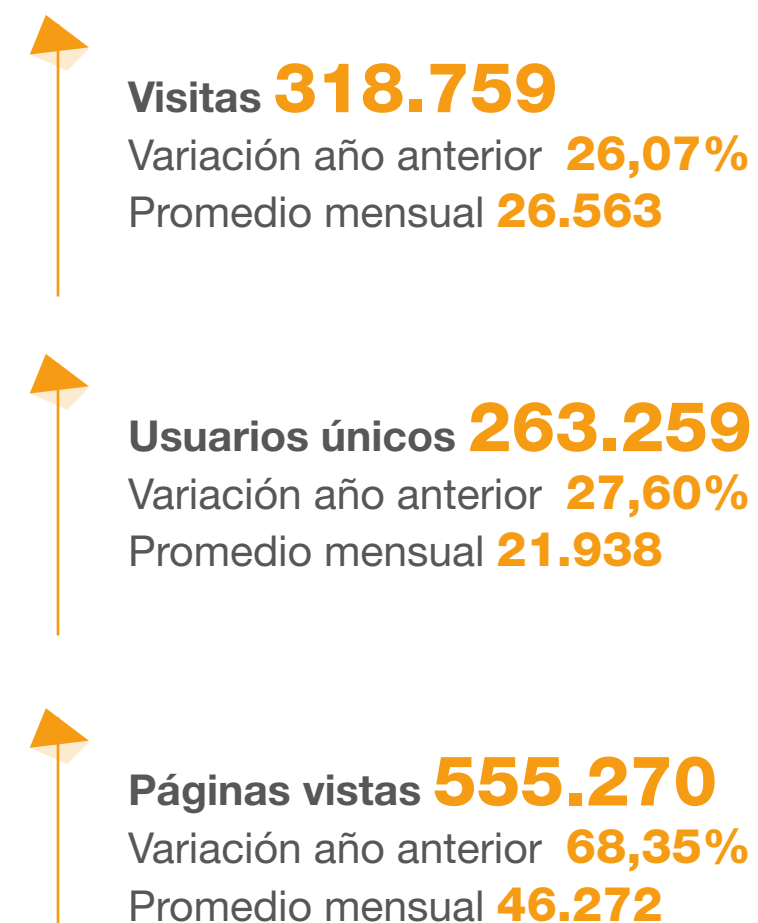 Visitas 318.759
Variación año anterior 26,07%
Promedio mensual 26.563
Usuarios únicos 263.259
Variación año anterior 27,60%
Promedio mensual 21.938
Páginas vistas 555.270
Variación año anterior 68,35%
Promedio mensual 46.272